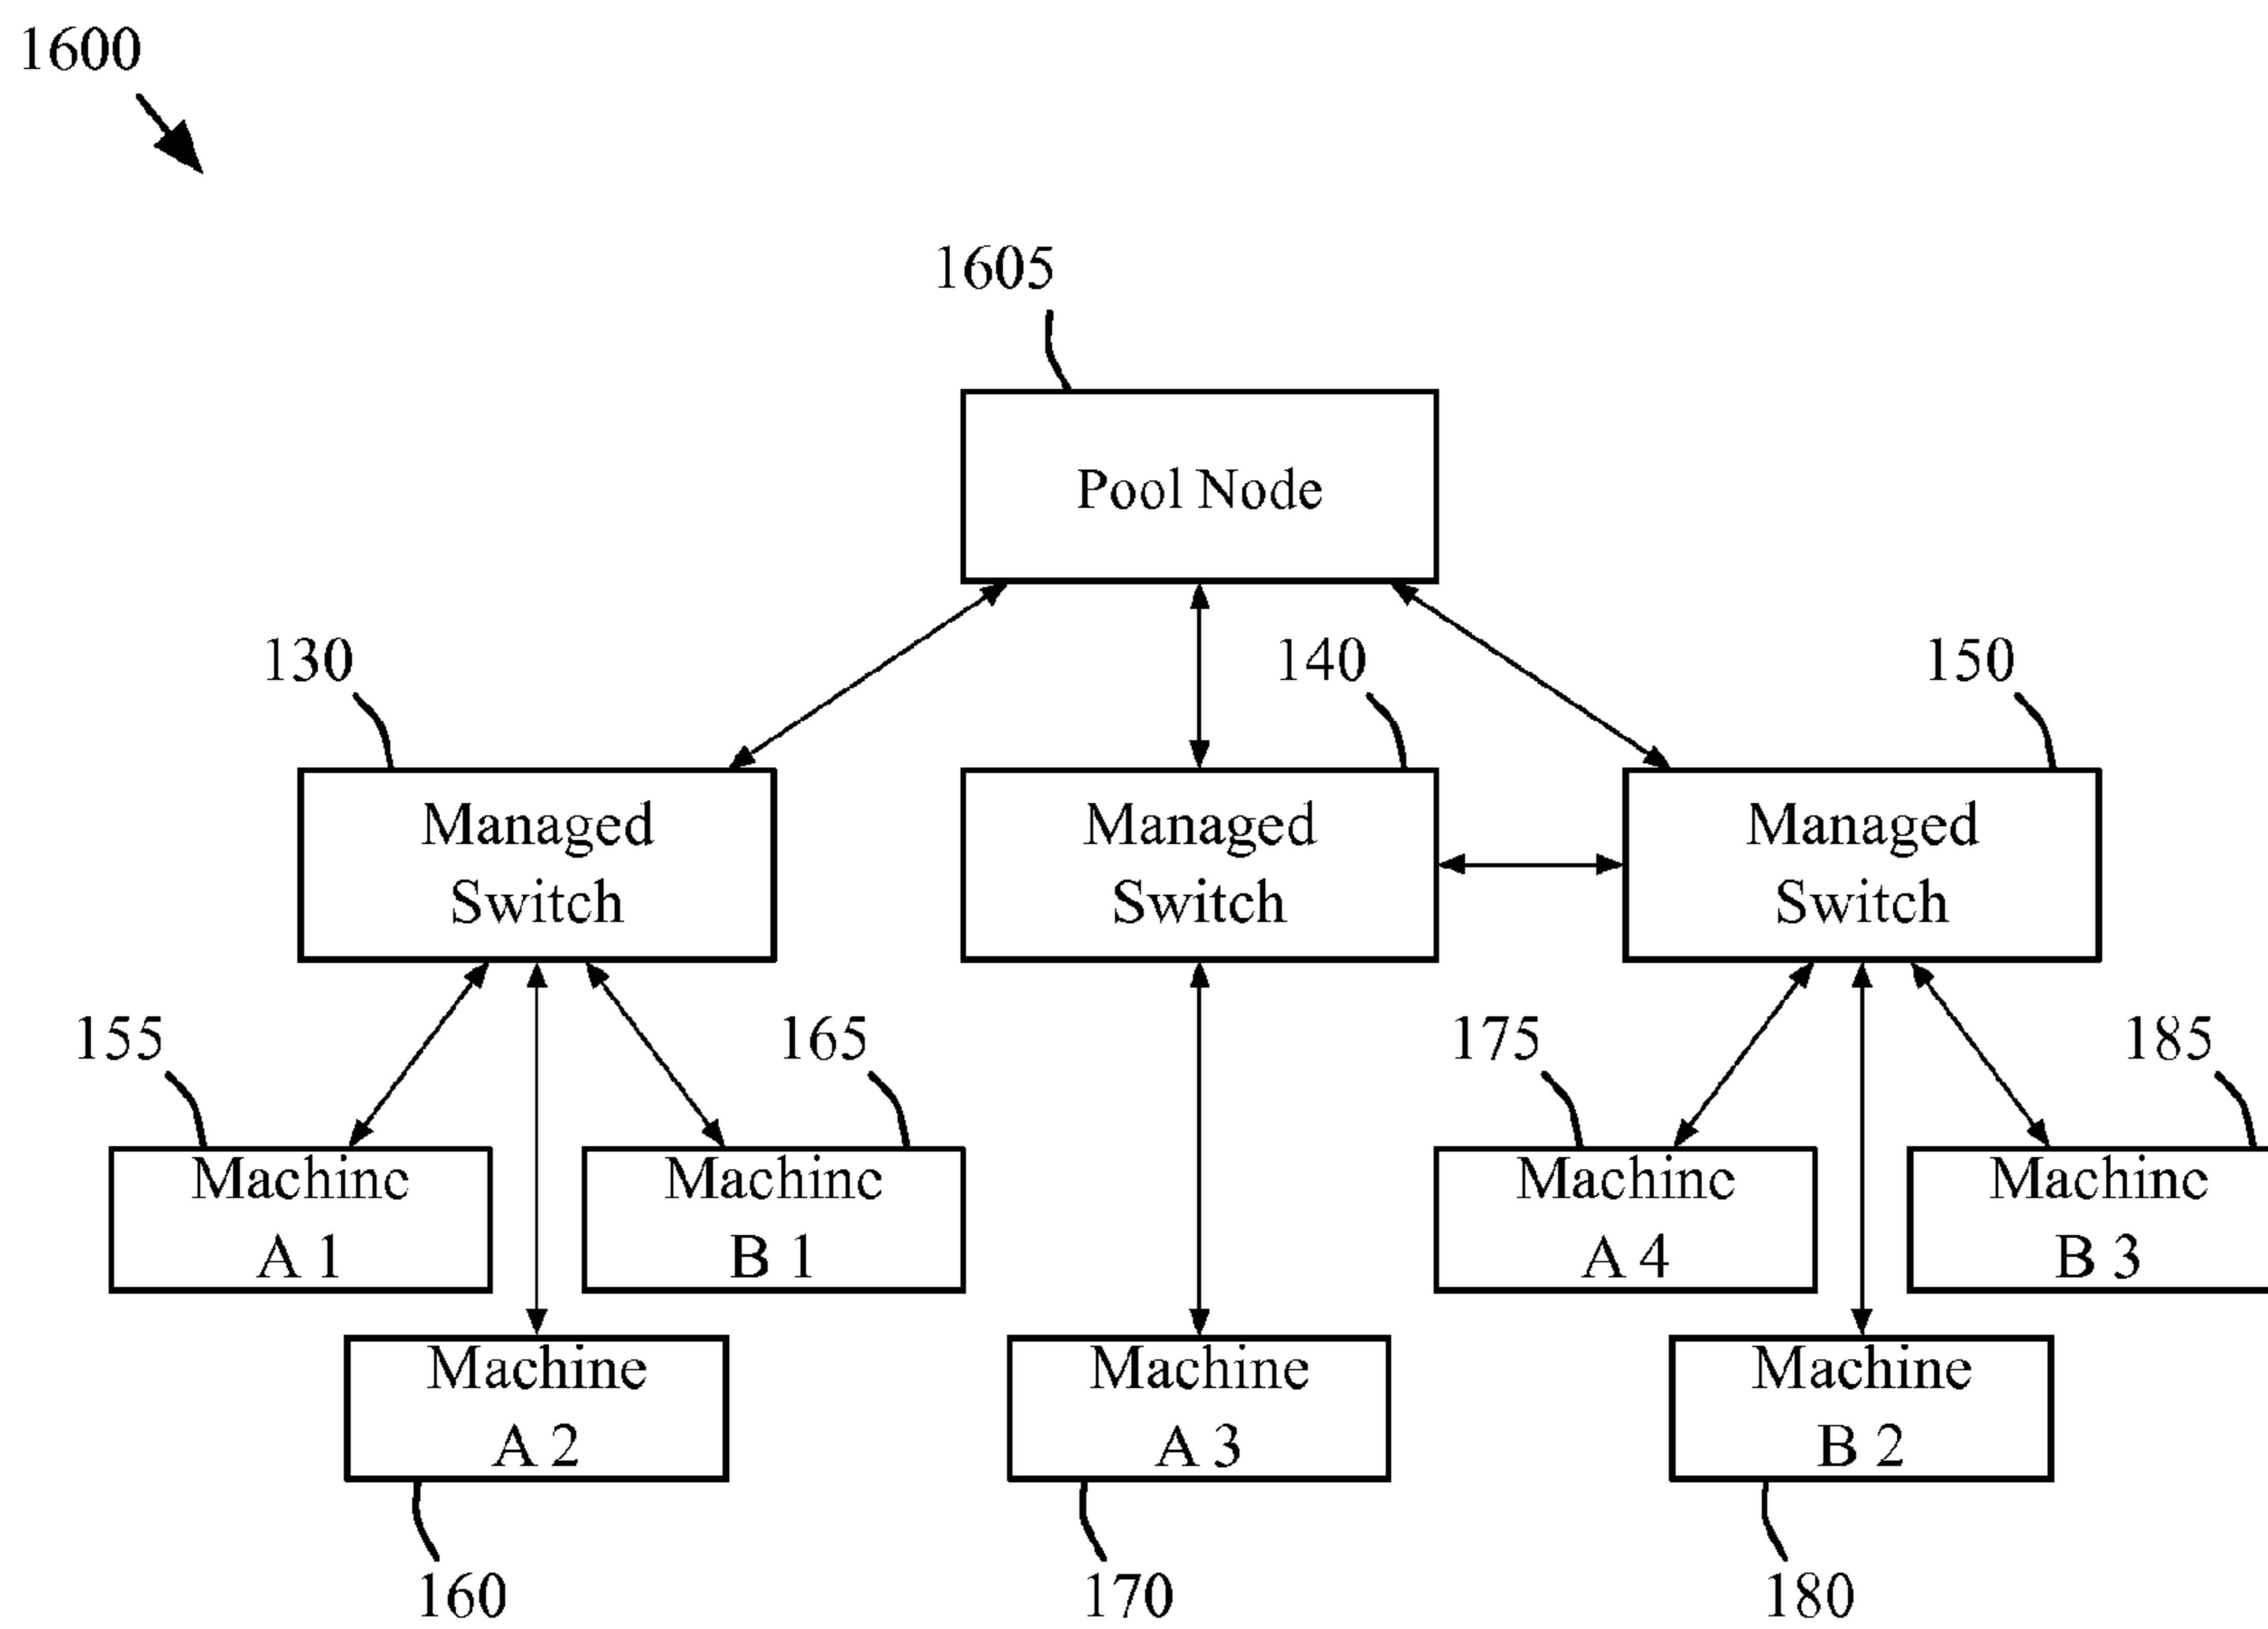 1600
1605
Pool Node
130
140
150
Managed
Switch
Managed
Switch
Managed
Switch
155
165
175
185
Machine
A 1
Machine
B 1
Machine
A 4
Machine
B 3
Machine
A 2
Machine
A 3
Machine
B 2
160
170
180